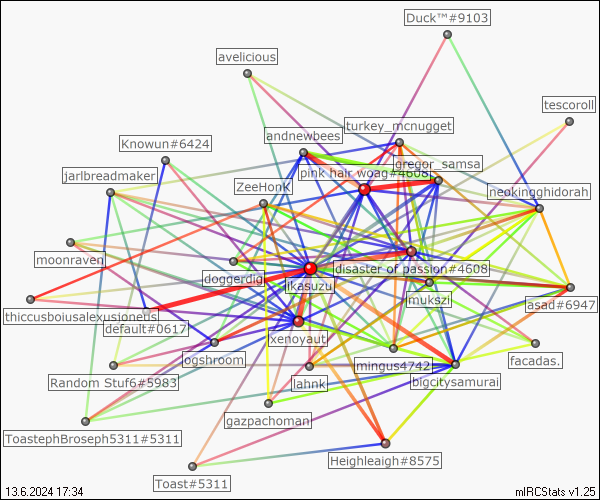 Duck™#9103
avelicious
tescoroll
turkey_mcnugget
andnewbees
Knowun#6424
gregor_samsa
pink hair woag#4608
jarlbreadmaker
ZeeHonk
neokingghidorah
moonraven
doggerdig
disaster of passion#4608
likasuzu
mukszi
thiccusboiusalexusioneus
asad#6947
default#0617
xenoyaut
ogshroom
facadas.
mingus4742
Random Stuf6#5983
lahnk
bigcitysamurai
gazpachoman
ToastephBroseph5311#5311
Heighleaigh#8575
Toast#5311
13.6.2024 17:34
mIRCStats v1.25